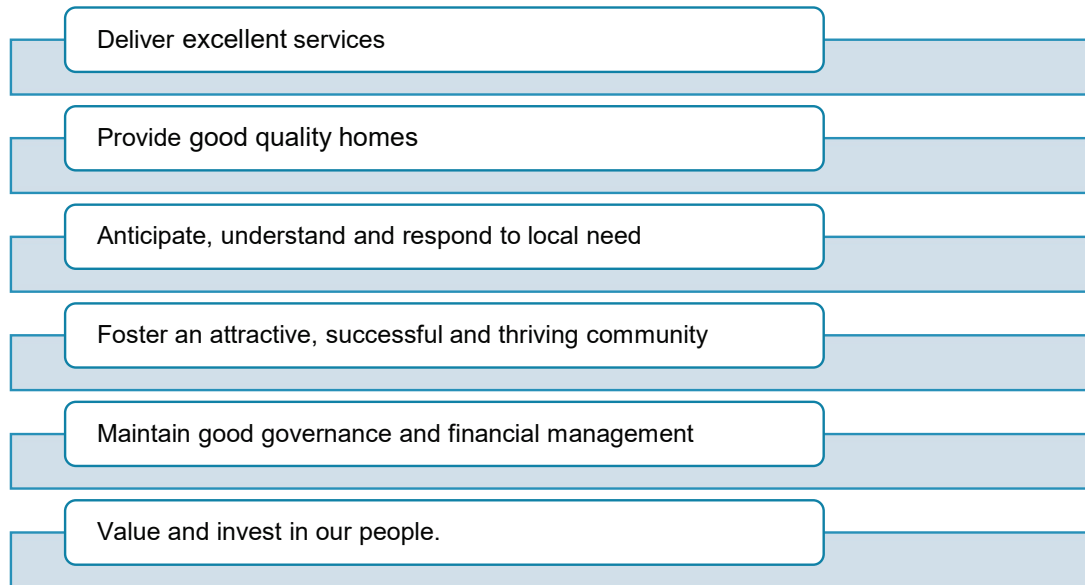 Deliver excellent services
Provide good quality homes
Anticipate, understand and respond to local need
Foster an attractive, successful and thriving community
Maintain good governance and financial management
Value and invest in our people.